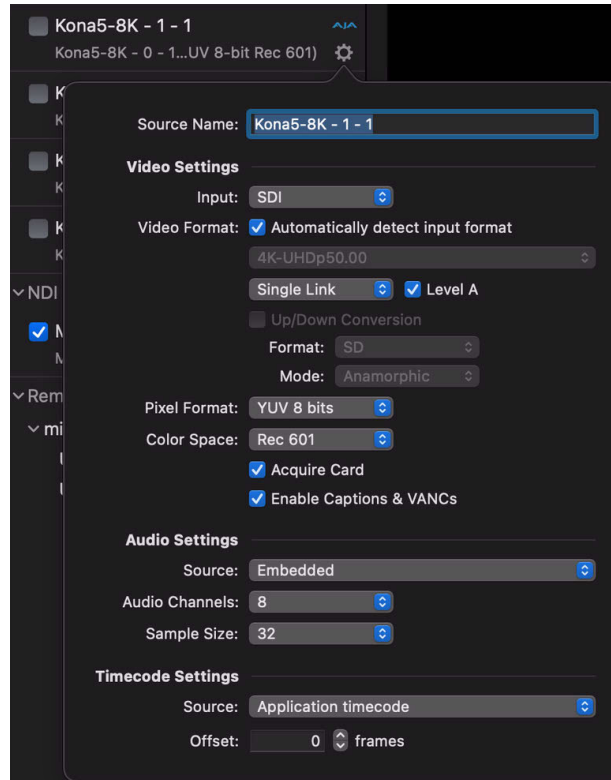 Kona5-8K - 1 - 1
AJA
Kona5-8K - 0 - 1...UV 8-bit Rec 601)
K
K
Source Name: Kona5-8K - 1 - 1
K
K
Video Settings
Input: SDI
K
K
Video Format: Automatically detect input format
4K-UHDp50.00
NDI
Single Link Level A
Up/Down Conversion
Format: SD
Mode: Anamorphic
Rem
Pixel Format: YUV 8 bits
mi
Color Space: Rec 601
Acquire Card
Enable Captions & VANCs
Audio Settings
Source: Embedded
Audio Channels: 8
Sample Size: 32
Timecode Settings
Source: Application timecode
Offset: 0 frames